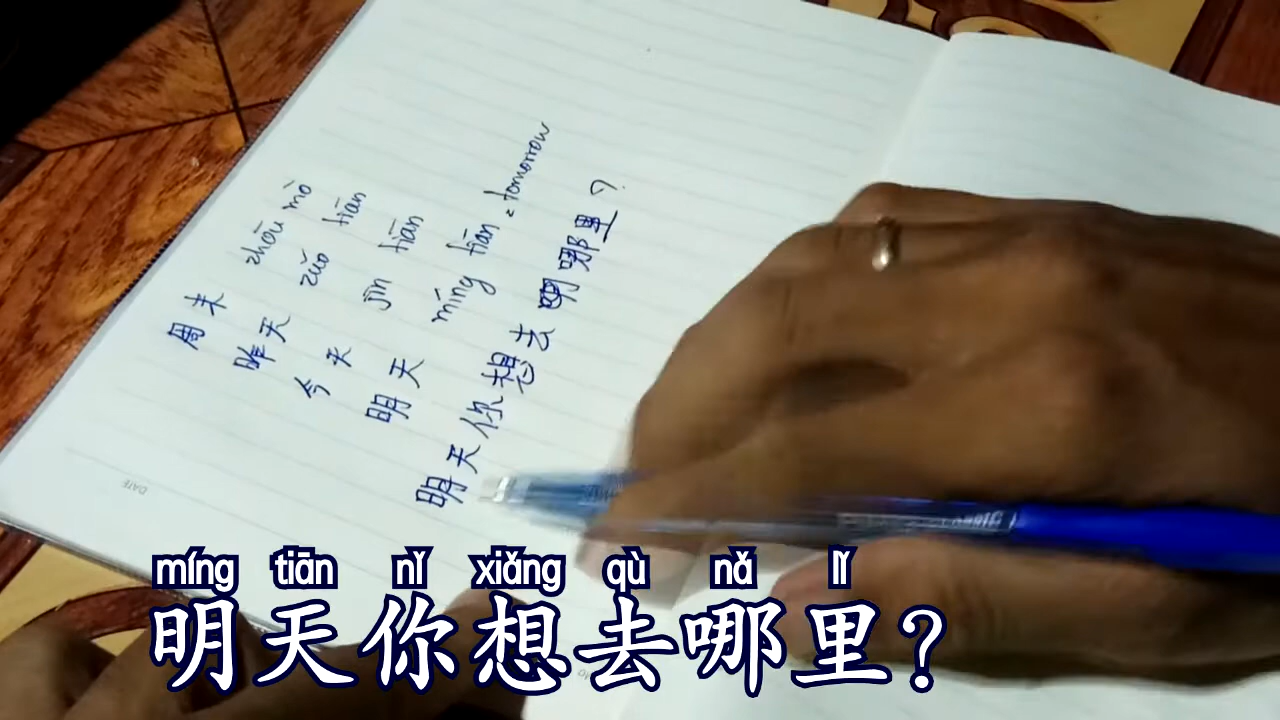 周末 zhōu mò
昨天 zuó tiān
今天 jīn tiān
明天 míng tiān = tomorrow
明天你想去哪里?
DATE
míng tiān nǐ xiǎng qù nǎ lǐ
明天你想去哪里?